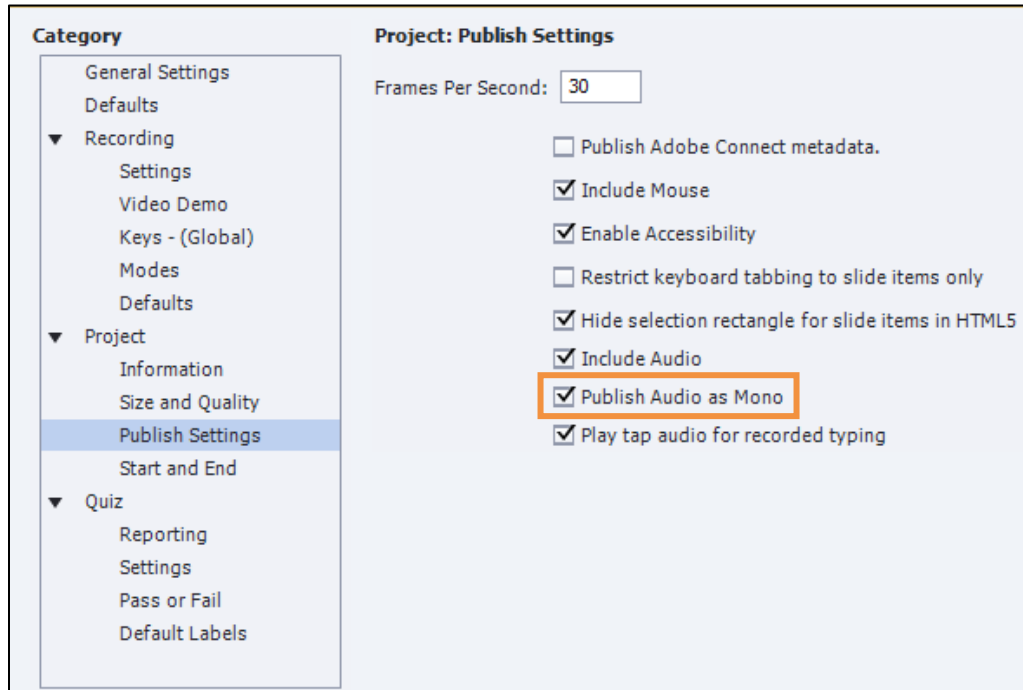 Category
General Settings
Defaults
Recording
Settings
Video Demo
Keys - (Global)
Modes
Defaults
Project
Information
Size and Quality
Publish Settings
Start and End
Quiz
Reporting
Settings
Pass or Fail
Default Labels
Project: Publish Settings
Frames Per Second: 30
Publish Adobe Connect metadata.
Include Mouse
Enable Accessibility
Restrict keyboard tabbing to slide items only
Hide selection rectangle for slide items in HTML5
Include Audio
Publish Audio as Mono
Play tap audio for recorded typing